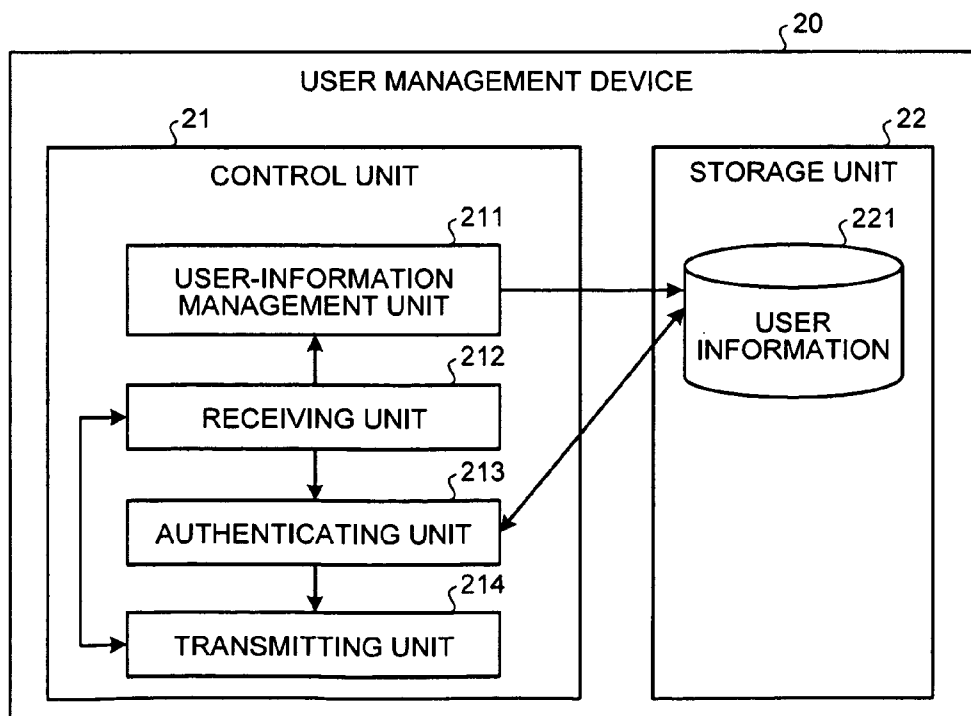 20
USER MANAGEMENT DEVICE
21
CONTROL UNIT
211
USER-INFORMATION
MANAGEMENT UNIT
212
RECEIVING UNIT
213
AUTHENTICATING UNIT
214
TRANSMITTING UNIT
22
STORAGE UNIT
221
USER
INFORMATION